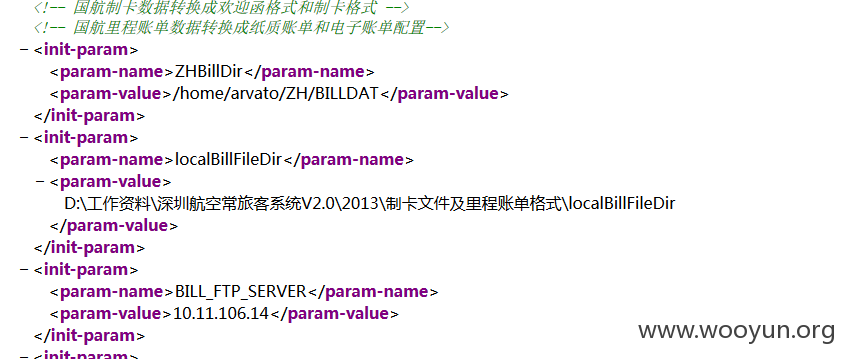 <!-- 国航制卡数据转换成欢迎函格式和制卡格式 -->
<!-- 国航里程账单数据转换成纸质账单和电子账单配置-->
− <init-param>
<param-name>ZHBillDir</param-name>
<param-value>/home/arvato/ZH/BILLDAT</param-value>
</init-param>
− <init-param>
<param-name>localBillFileDir</param-name>
− <param-value>
D:\工作资料\深圳航空常旅客系统V2.0\2013\制卡文件及里程账单格式\localBillFileDir
</param-value>
</init-param>
− <init-param>
<param-name>BILL_FTP_SERVER</param-name>
<param-value>10.11.106.14</param-value>
</init-param>
− <init-param>
www.wooyun.org